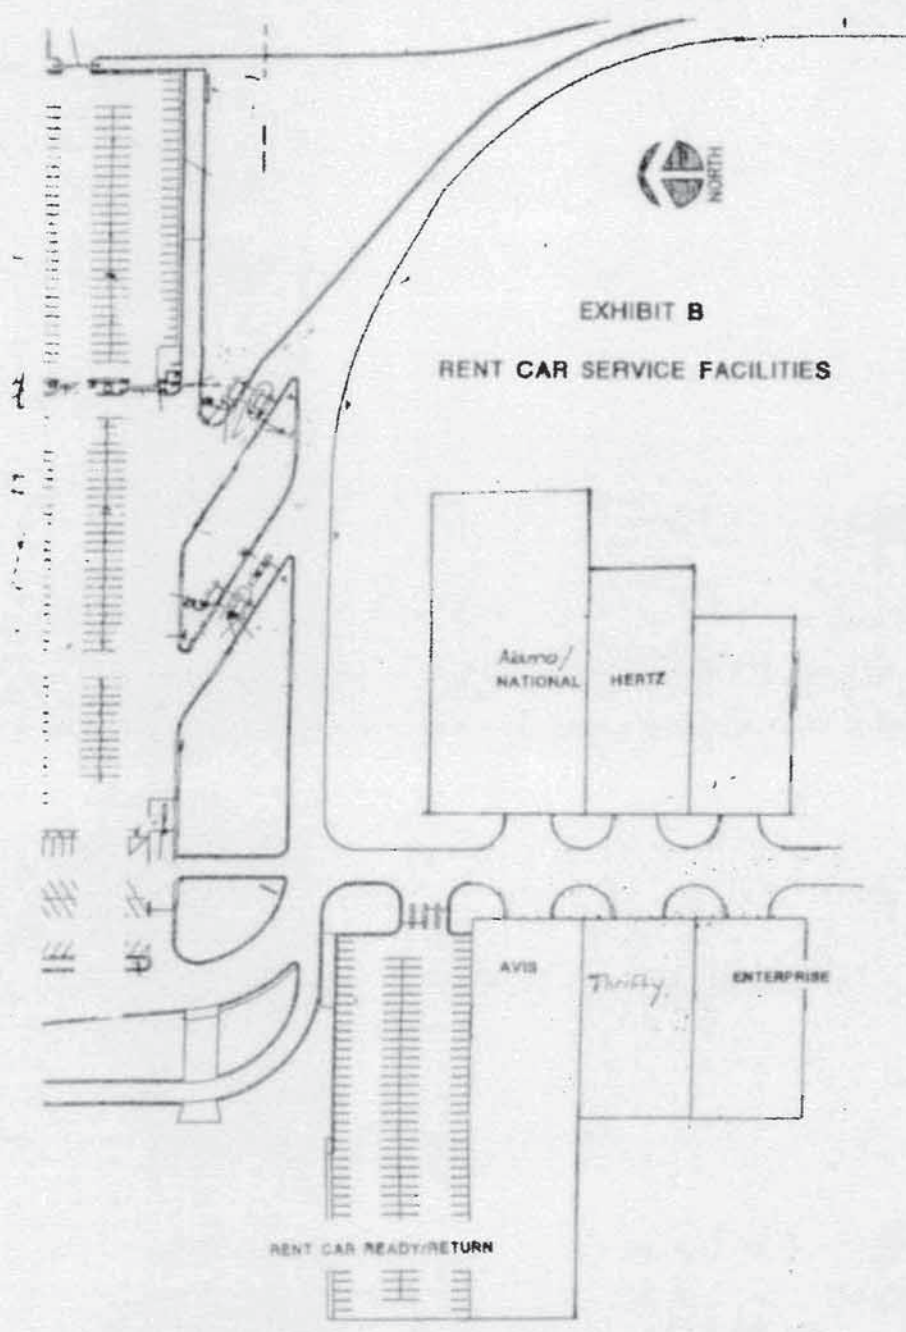 NORTH
EXHIBIT B
RENT CAR SERVICE FACILITIES
Alamo/
NATIONAL
HERTZ
AVIS
Thrifty
ENTERPRISE
RENT CAR READY/RETURN